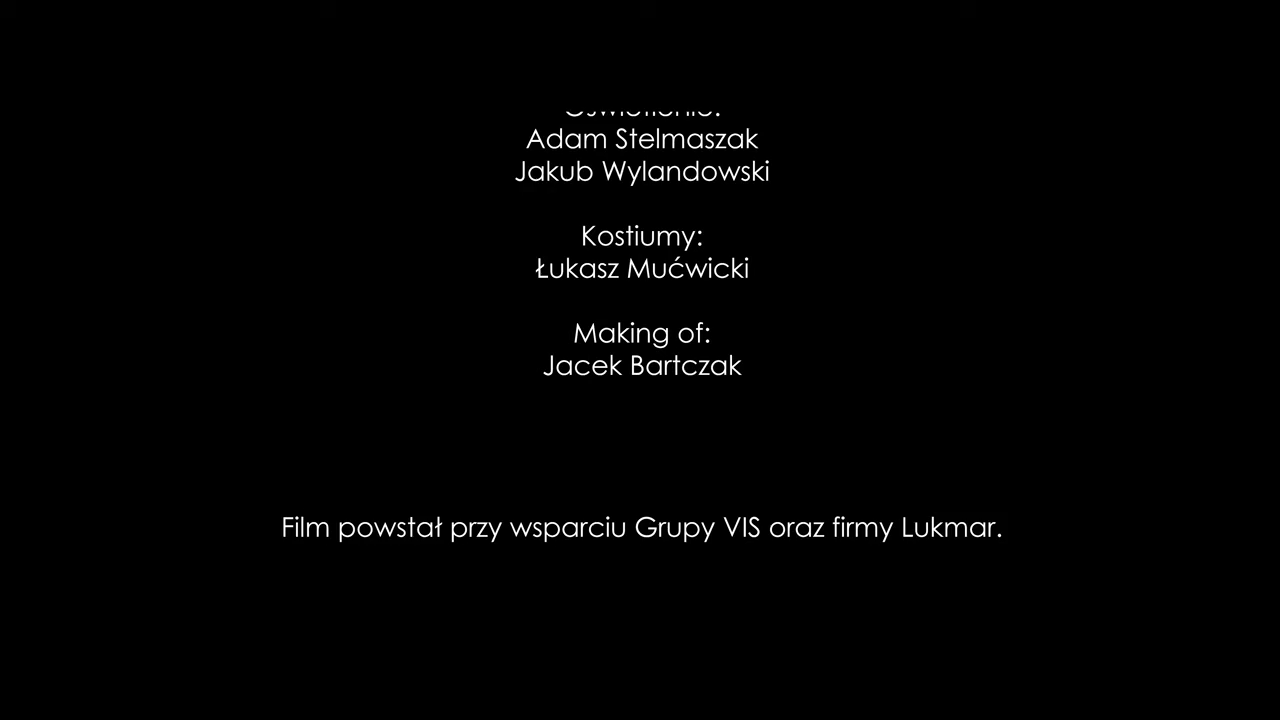 Adam Stelmaszak
Jakub Wylandowski
Kostiumy:
Łukasz Mućwicki
Making of:
Jacek Bartczak
Film powstał przy wsparciu Grupy VIS oraz firmy Lukmar.